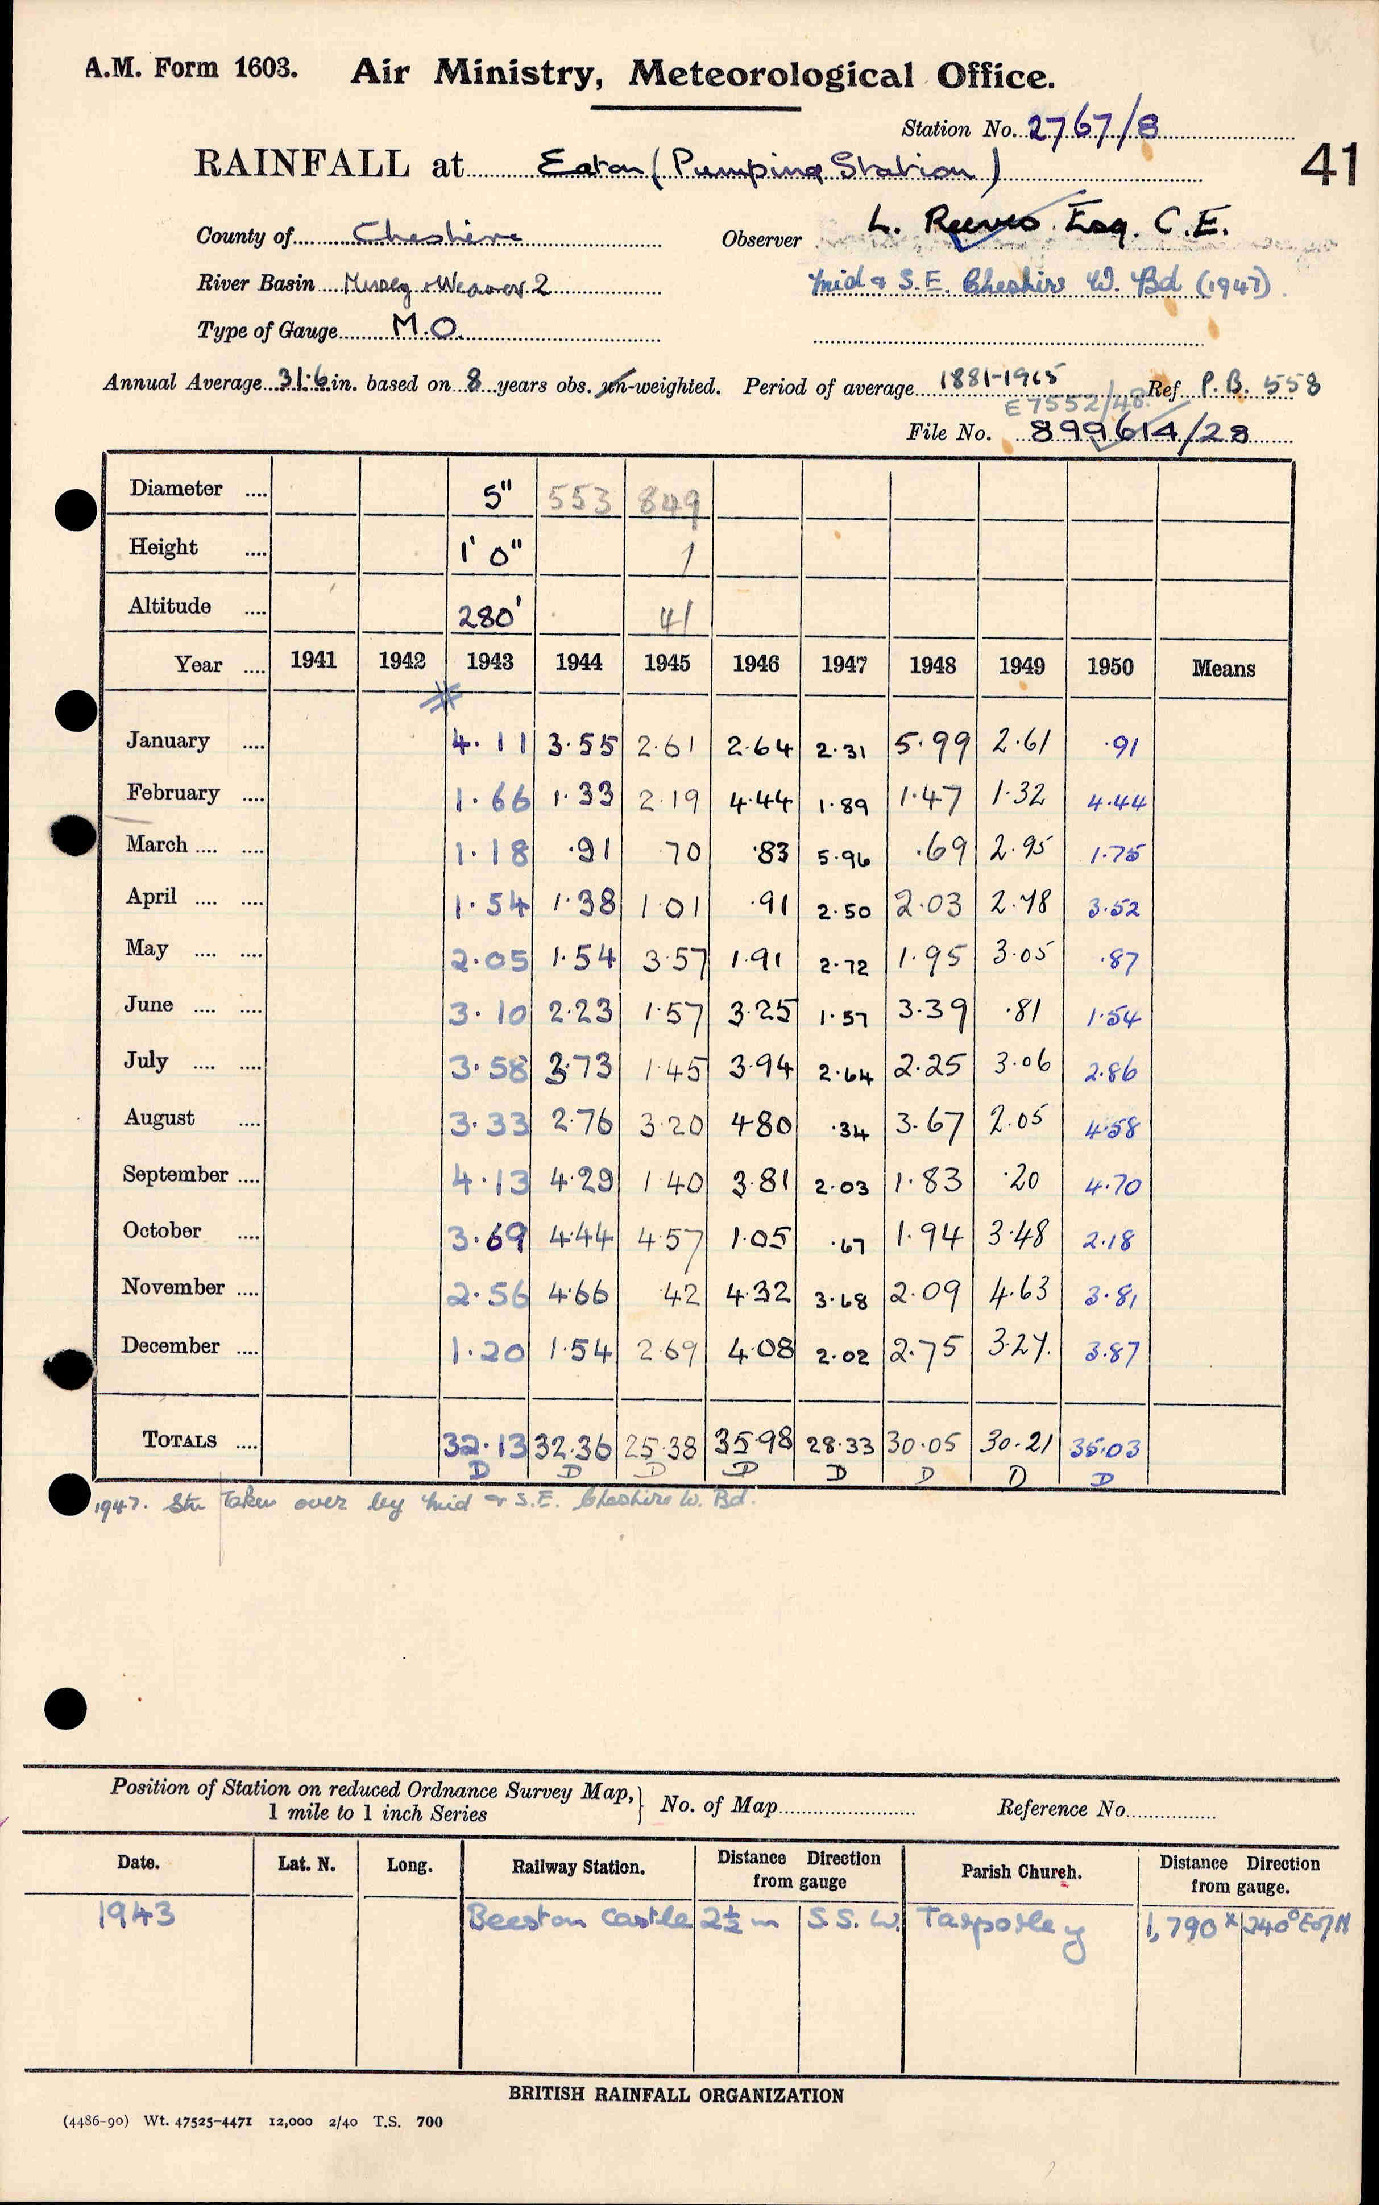 A.M. Form 1603. Air Ministry, Meteorological Office.
Station No. 2767/8
41
RAINFALL at Eaton (Pumping Station)
County of Cheshire Observer L. Reeves Esq. C.E.
River Basin Mersey & Weaver 2 Mid & S.E. Cheshire W. Bd (1947).
Type of Gauge M.O.
Annual Average 31.6 in. based on 8 years obs. un-weighted. Period of average 1881-1915 Ref P.B. 558
E7552/48.
File No. 899614/28
Diameter .... 5" 553 849
Height .... 1' 0" 1
Altitude .... 280' 41
Year .... 1941 1942 1943 1944 1945 1946 1947 1948 1949 1950 Means
January .... 4.11 3.55 2.61 2.64 2.31 5.99 2.61 .91
February .... 1.66 1.33 2.19 4.44 1.89 1.47 1.32 4.44
March .... .... 1.18 .91 70 .83 5.96 .69 2.95 1.75
April .... .... 1.54 1.38 1.01 .91 2.50 2.03 2.78 3.52
May .... .... 2.05 1.54 3.57 1.91 2.72 1.95 3.05 .87
June .... .... 3.10 2.23 1.57 3.25 1.57 3.39 .81 1.54
July .... .... 3.58 3.73 1.45 3.94 2.64 2.25 3.06 2.86
August .... 3.33 2.76 3.20 4.80 .34 3.67 2.05 4.58
September .... 4.13 4.29 1.40 3.81 2.03 1.83 .20 4.70
October .... 3.69 4.44 4.57 1.05 .67 1.94 3.48 2.18
November .... 2.56 4.66 .42 4.32 3.68 2.09 4.63 3.81
December .... 1.20 1.54 2.69 4.08 2.02 2.75 3.27. 3.87
TOTALS .... 32.13 32.36 25.38 35.98 28.33 30.05 30.21 35.03
D D D D D D D D
1947. Stn Taken over by Mid & S.E. Cheshire W. Bd.
Position of Station on reduced Ordnance Survey Map, } No. of Map Reference No.
1 mile to 1 inch Series
Date. Lat. N. Long. Railway Station. Distance Direction from gauge Parish Church. Distance Direction from gauge.
1943 Beeston Castle 2½ m S.S.W. Tarporley 1,790 x 240° E of N
BRITISH RAINFALL ORGANIZATION
(4486-90) Wt. 47525-4471 12,000 2/40 T.S. 700